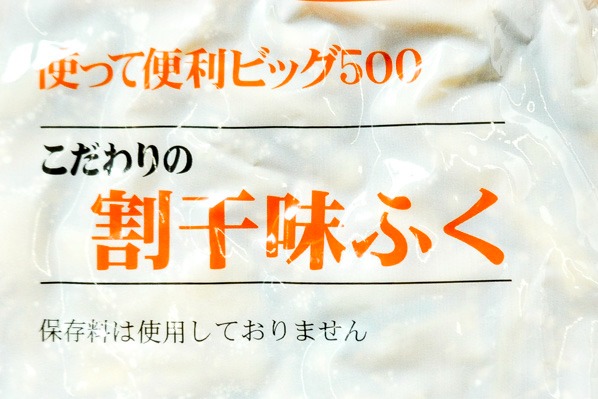 使って便利ビッグ500
こだわりの
割干味ふく
保存料は使用しておりません